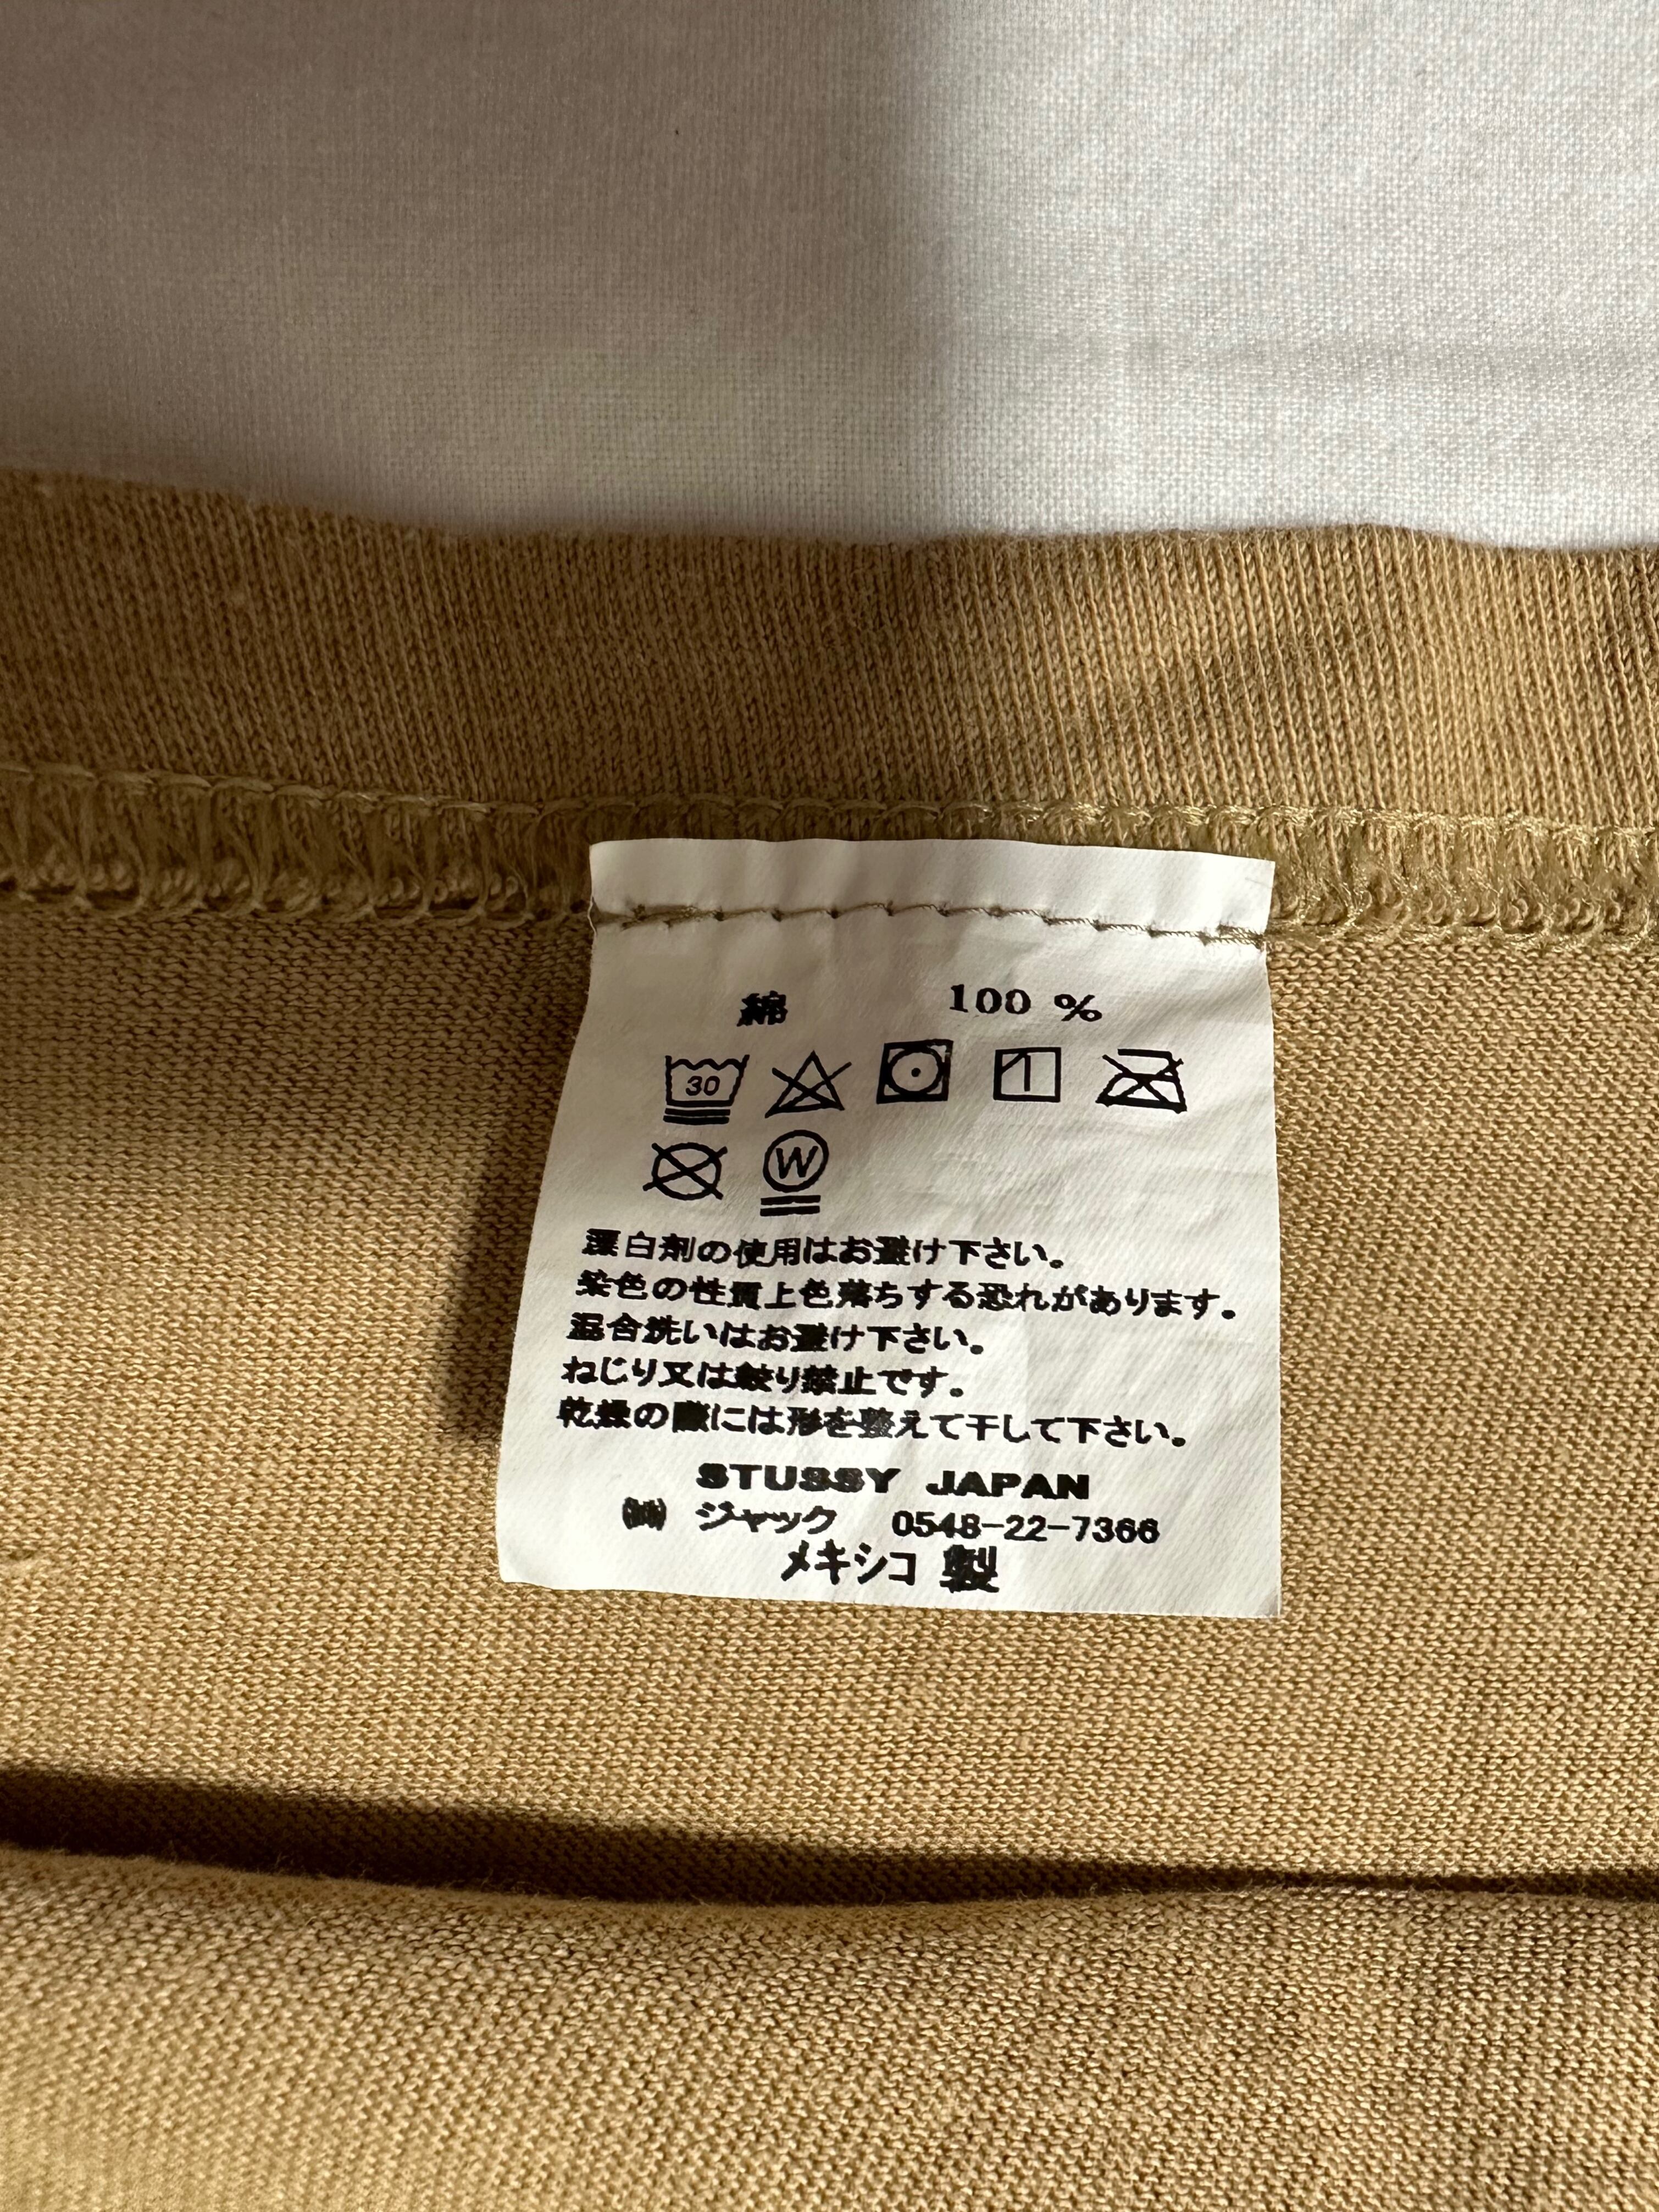 綿 100 %
30
W
漂白剤の使用はお避け下さい。
染色の性質上色落ちする恐れがあります。
混合洗いはお避け下さい。
ねじり又は絞り禁止です。
乾燥の際には形を整えて干して下さい。
STUSSY JAPAN
(株) ジャック 0548-22-7366
メキシコ 製